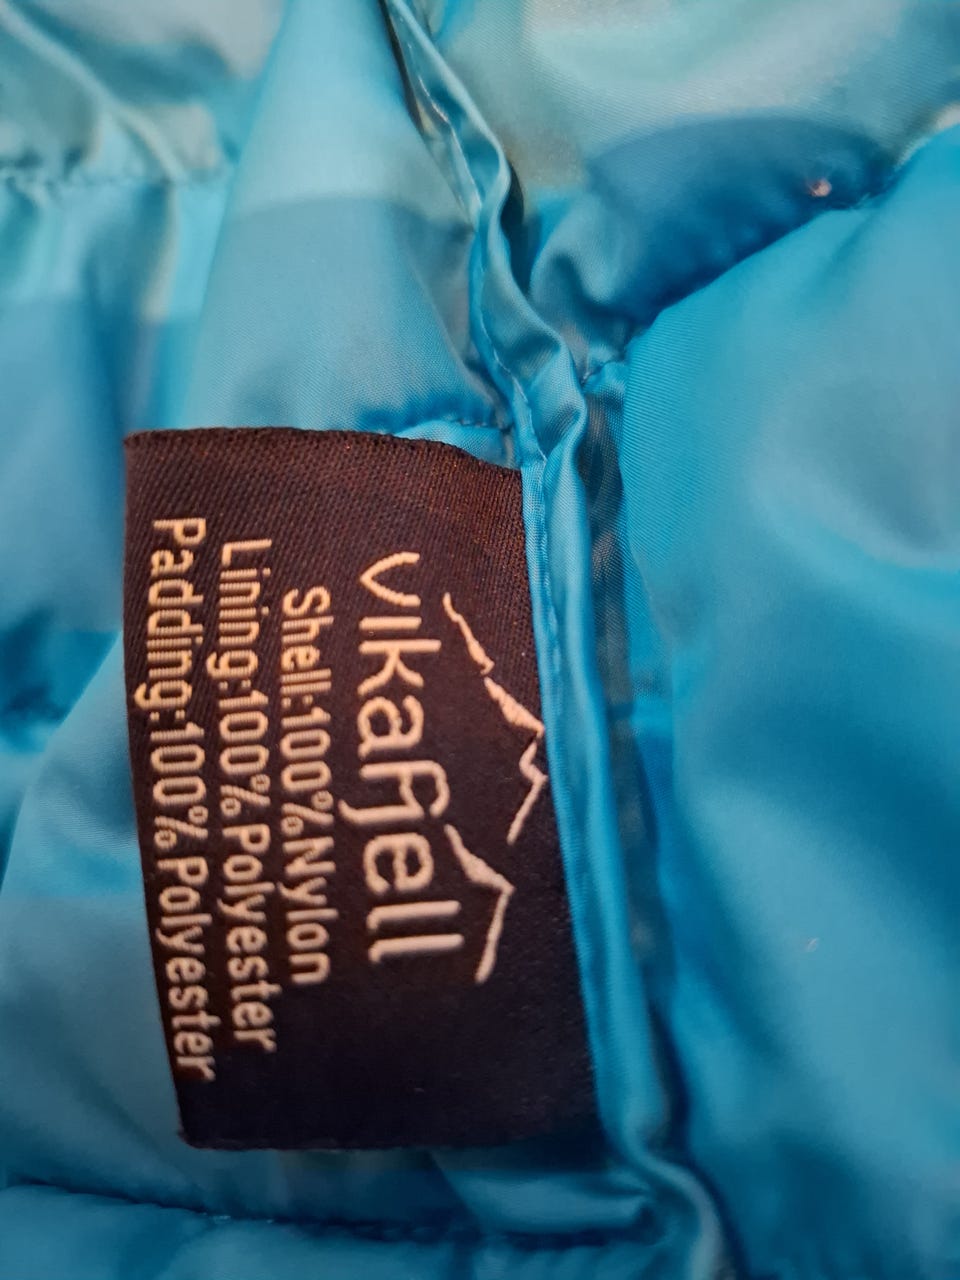 Vikafjell
Shell:100%Nylon
Lining:100%Polyester
Padding:100%Polyester